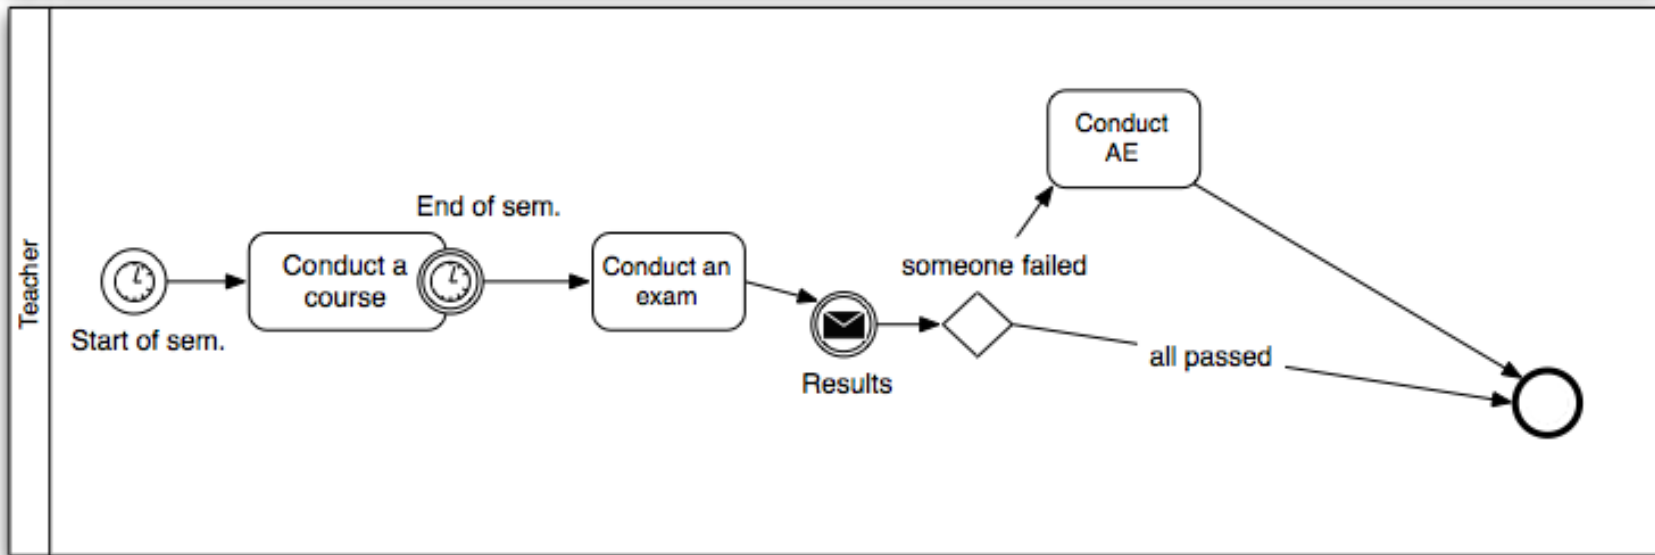 Teacher
Start of sem.
Conduct a
course
End of sem.
Conduct an
exam
Results
someone failed
Conduct
AE
all passed